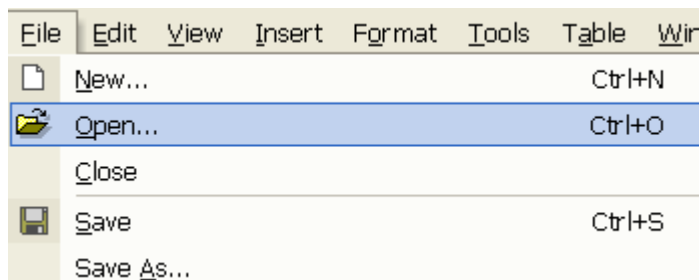 File Edit View Insert Format Tools Table
New... Ctrl+N
Open... Ctrl+O
Close
Save Ctrl+S
Save As...